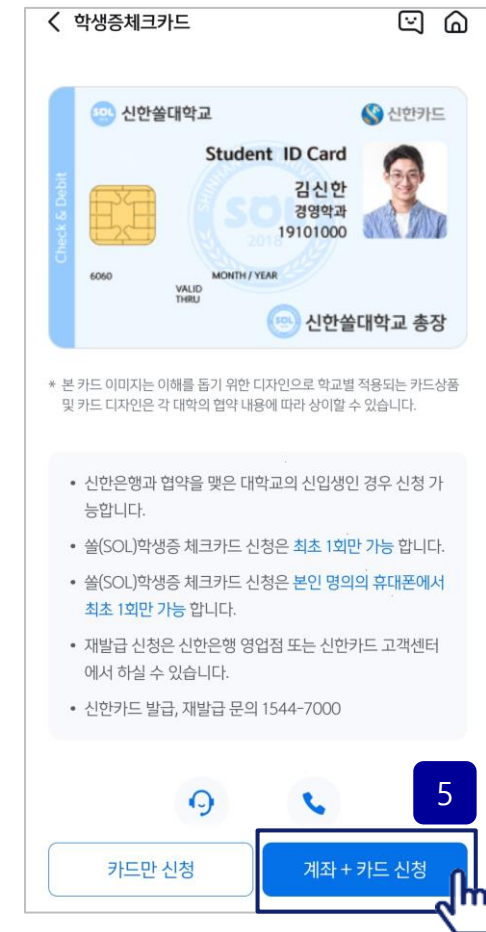 학생증체크카드
SOL 신한쏠대학교
신한카드
Check & Debit
Student ID Card
김신한
경영학과
19101000
SOL
2018
6060
MONTH / YEAR
VALID
THRU
SOL 신한쏠대학교 총장
* 본 카드 이미지는 이해를 돕기 위한 디자인으로 학교별 적용되는 카드상품
및 카드 디자인은 각 대학의 협약 내용에 따라 상이할 수 있습니다.
• 신한은행과 협약을 맺은 대학교의 신입생인 경우 신청 가
능합니다.
• 쏠(SOL)학생증 체크카드 신청은 최초 1회만 가능 합니다.
• 쏠(SOL)학생증 체크카드 신청은 본인 명의의 휴대폰에서
최초 1회만 가능 합니다.
• 재발급 신청은 신한은행 영업점 또는 신한카드 고객센터
에서 하실 수 있습니다.
• 신한카드 발급, 재발급 문의 1544-7000
5
카드만 신청
계좌 + 카드 신청